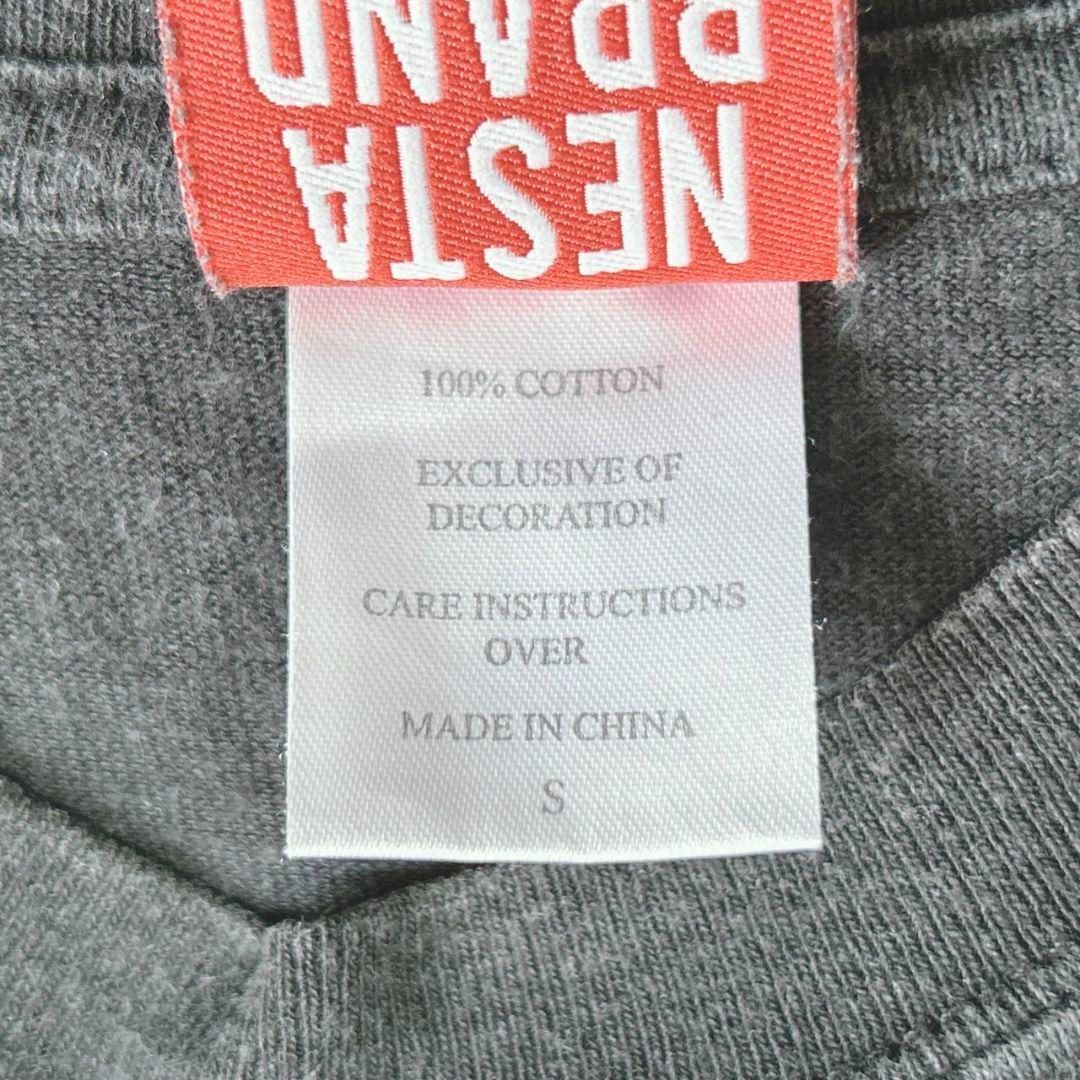 NESTA
BRAND
100% COTTON
EXCLUSIVE OF
DECORATION
CARE INSTRUCTIONS
OVER
MADE IN CHINA
S